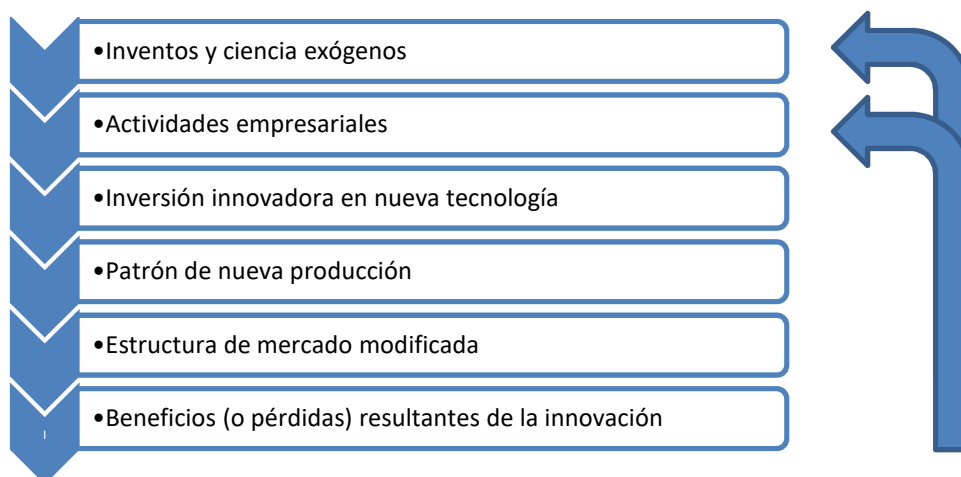 •Inventos y ciencia exógenos
•Actividades empresariales
•Inversión innovadora en nueva tecnología
•Patrón de nueva producción
•Estructura de mercado modificada
•Beneficios (o pérdidas) resultantes de la innovación